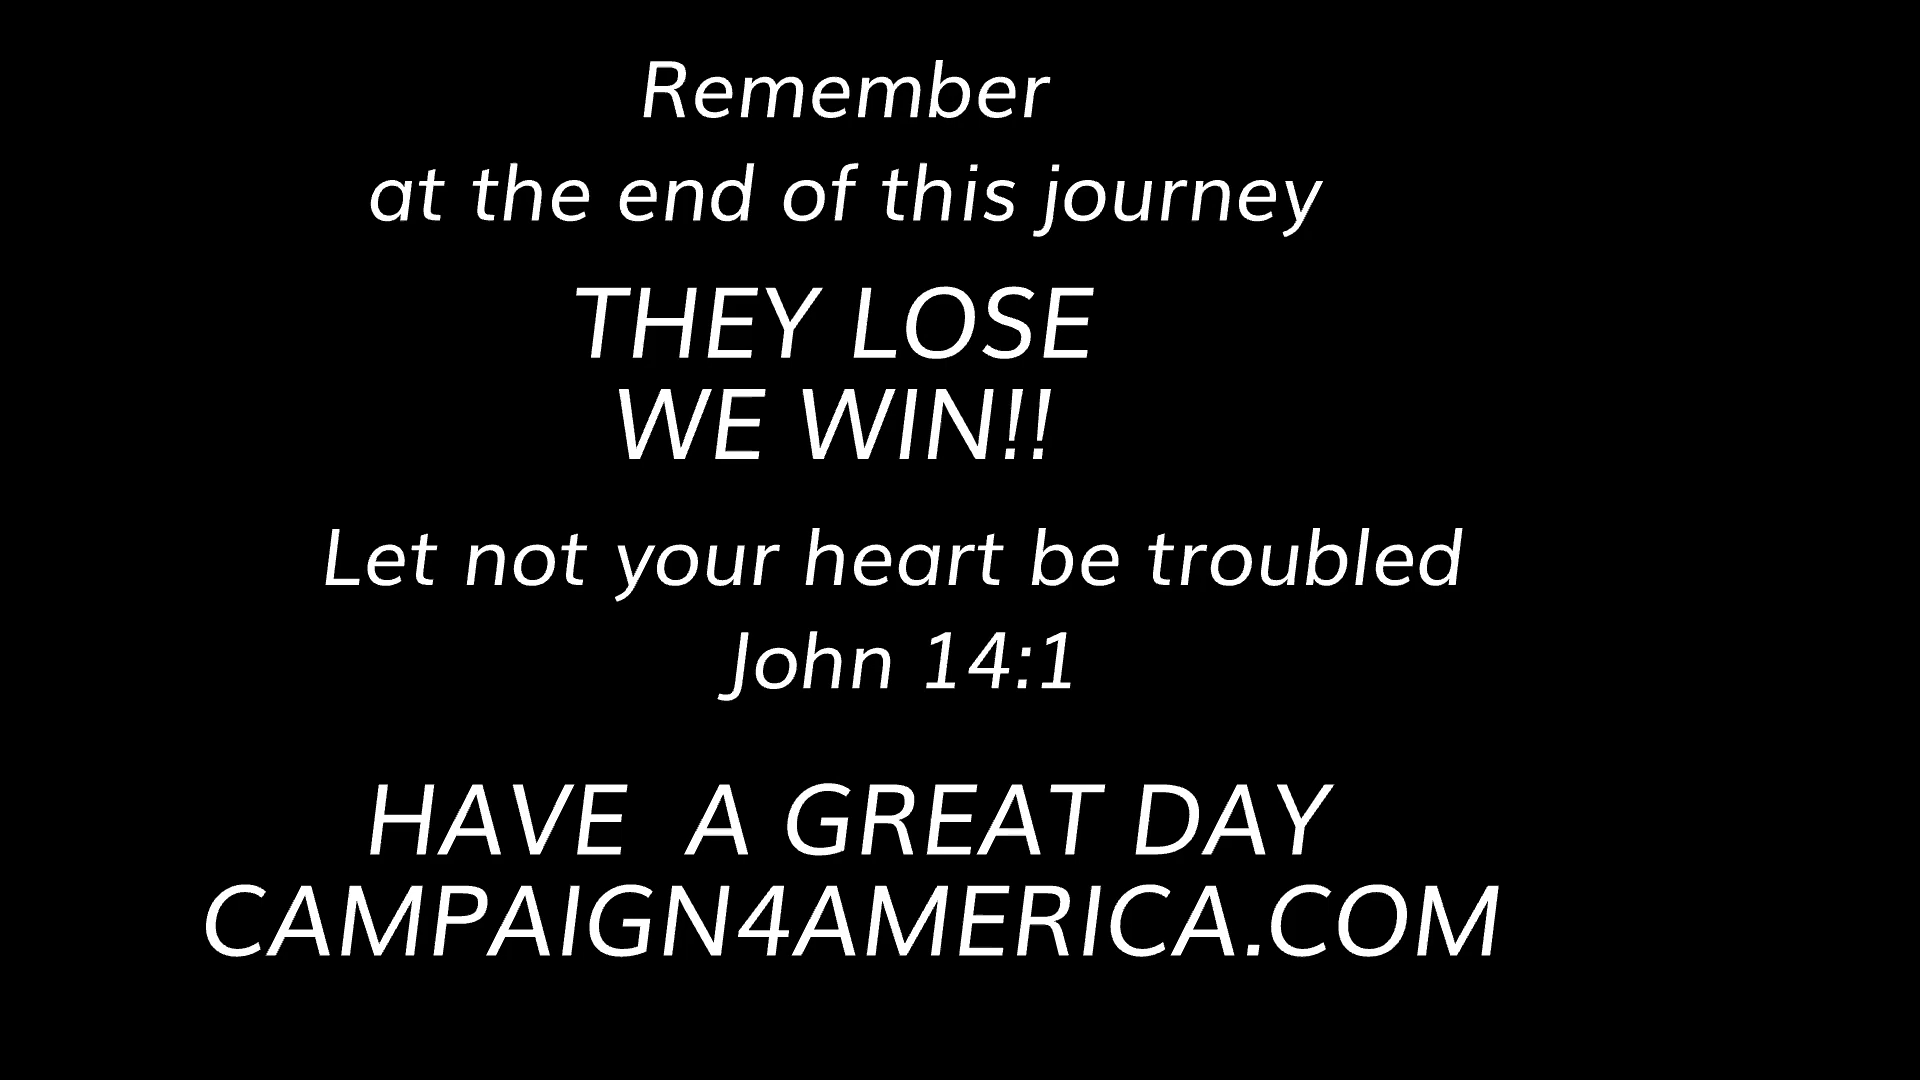 Remember
at the end of this journey
THEY LOSE
WE WIN!!
Let not your heart be troubled
John 14:1
HAVE  A GREAT DAY
CAMPAIGN4AMERICA.COM